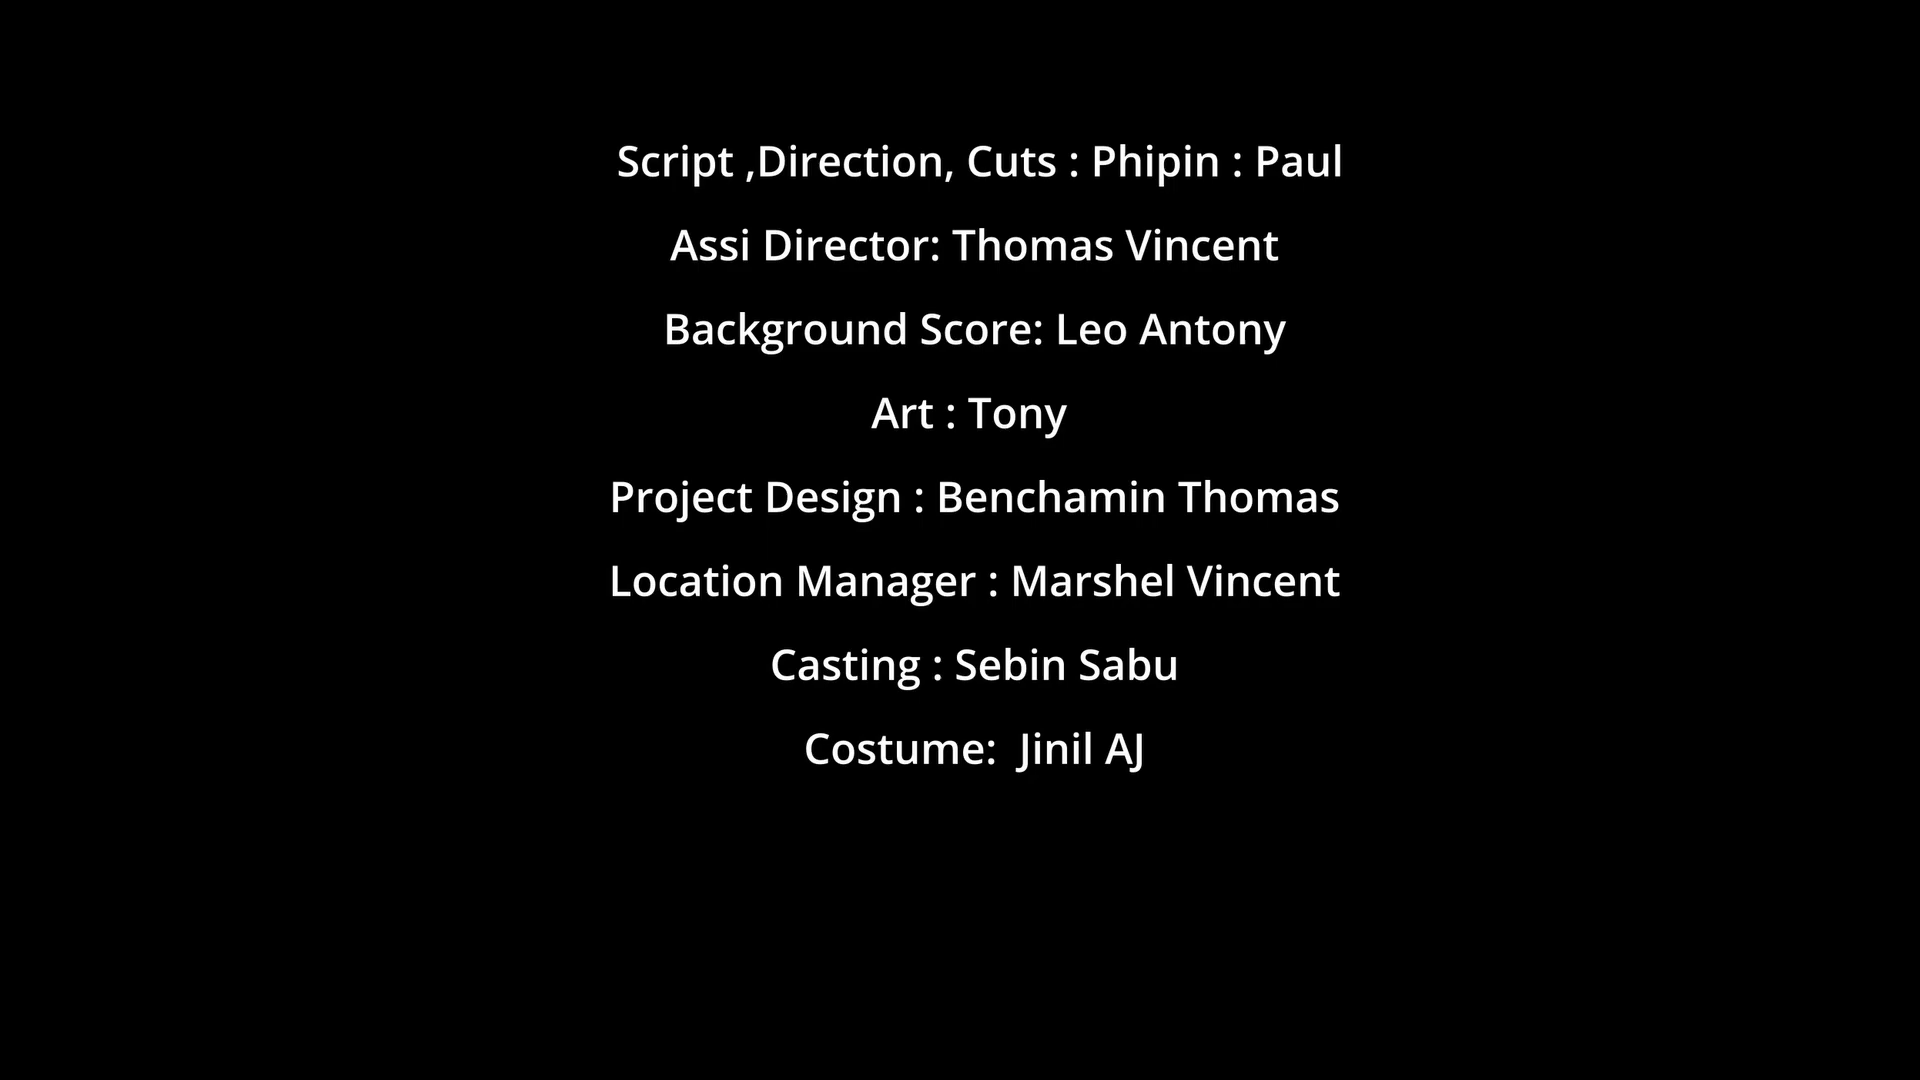 Script ,Direction, Cuts : Phipin : Paul
Assi Director: Thomas Vincent
Background Score: Leo Antony
Art : Tony
Project Design : Benchamin Thomas
Location Manager : Marshel Vincent
Casting : Sebin Sabu
Costume:  Jinil AJ